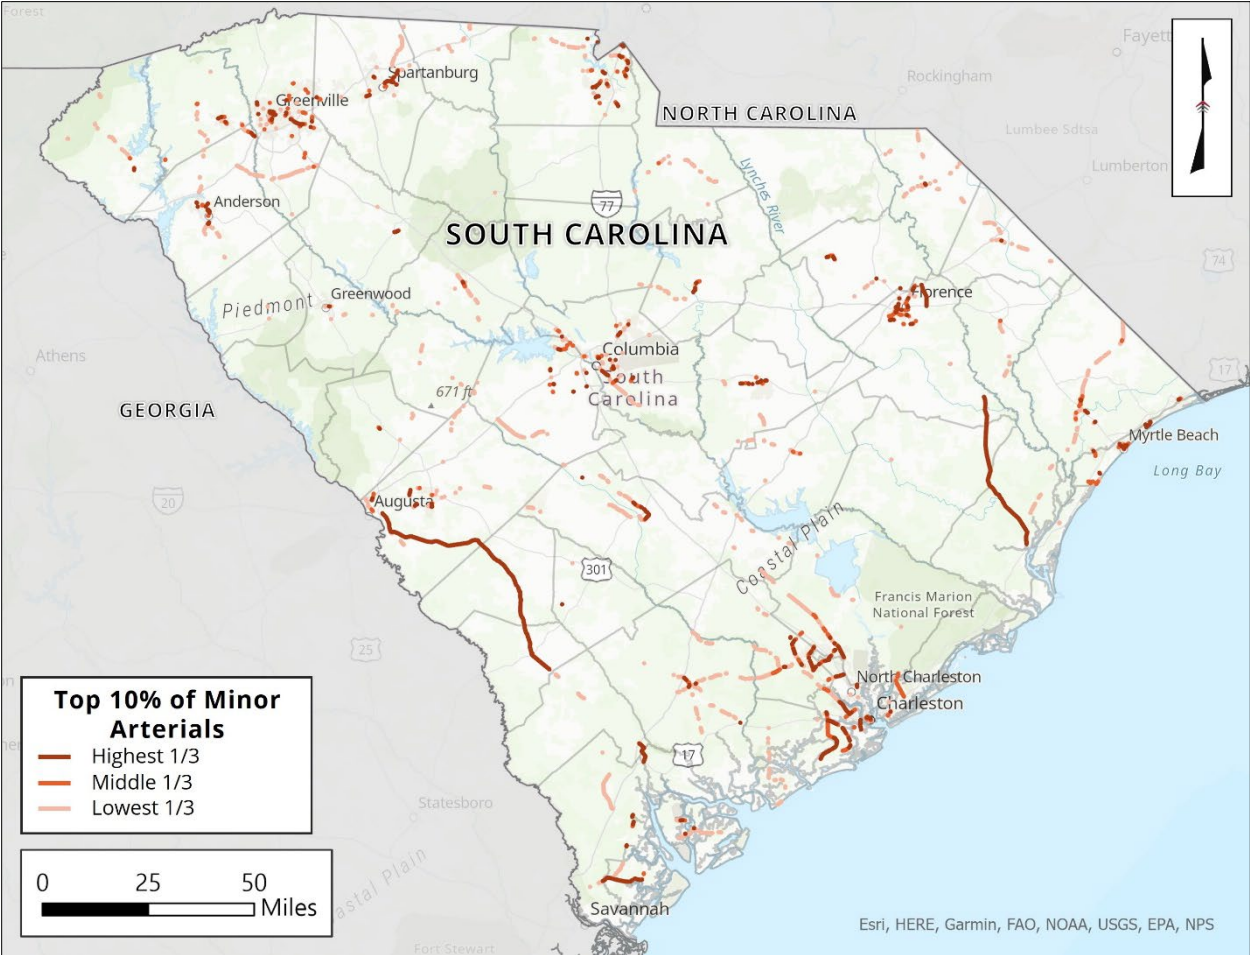 Forest
Fayett
Spartanburg
Greenville
Rockingham
NORTH CAROLINA
Lumbee Sdtsa
Lumberton
Lynches River
Anderson
77
SOUTH CAROLINA
74
Piedmont
Greenwood
Florence
Athens
Columbia
South
Carolina
17
671 ft
GEORGIA
Myrtle Beach
Long Bay
20
Augusta
Coastal Plain
301
Francis Marion
National Forest
25
North Charleston
Charleston
Top 10% of Minor
Arterials
Highest 1/3
Middle 1/3
Lowest 1/3
17
Statesboro
0 25 50
Miles
astal Plain
Savannah
Fort Stewart
Esri, HERE, Garmin, FAO, NOAA, USGS, EPA, NPS